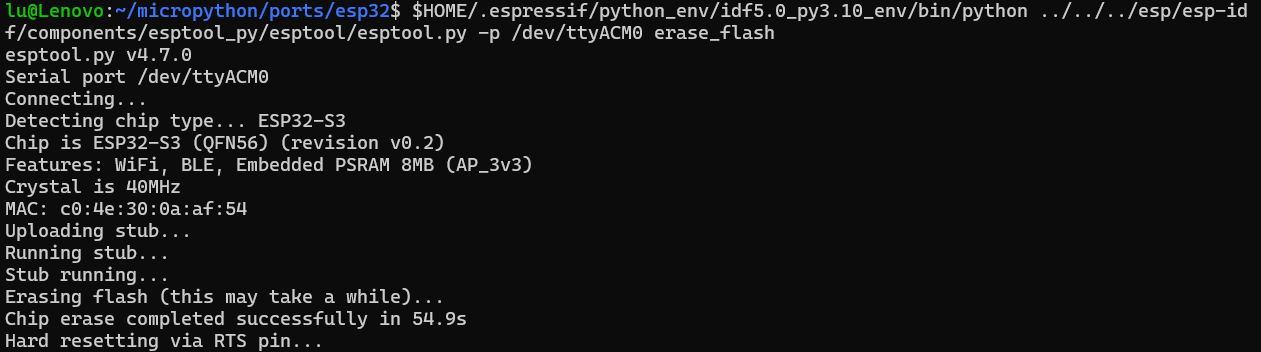 lu@Lenovo:~/micropython/ports/esp32$ $HOME/.espressif/python_env/idf5.0_py3.10_env/bin/python ../../../esp/esp-id
f/components/esptool_py/esptool/esptool.py -p /dev/ttyACM0 erase_flash
esptool.py v4.7.0
Serial port /dev/ttyACM0
Connecting...
Detecting chip type... ESP32-S3
Chip is ESP32-S3 (QFN56) (revision v0.2)
Features: WiFi, BLE, Embedded PSRAM 8MB (AP_3v3)
Crystal is 40MHz
MAC: c0:4e:30:0a:af:54
Uploading stub...
Running stub...
Stub running...
Erasing flash (this may take a while)...
Chip erase completed successfully in 54.9s
Hard resetting via RTS pin...